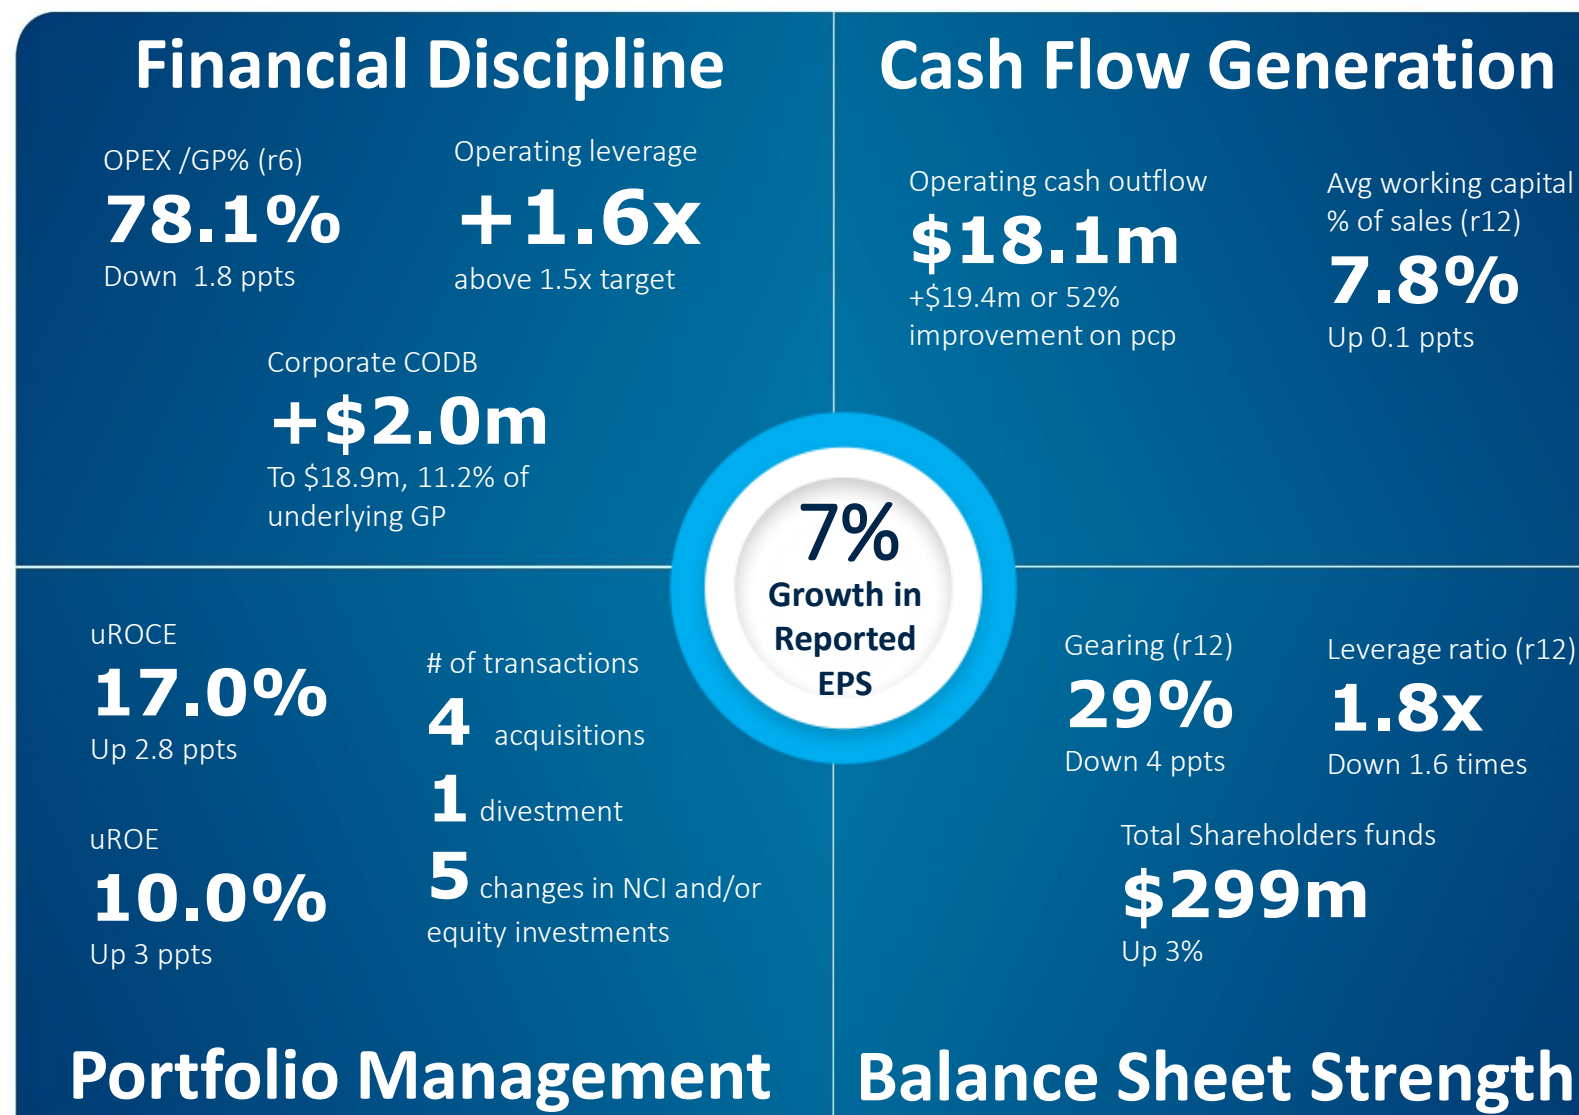 Financial Discipline
OPEX /GP% (r6)
78.1%
Down 1.8 ppts
Operating leverage
+1.6x
above 1.5x target
Corporate CODB
+$2.0m
To $18.9m, 11.2% of
underlying GP
Cash Flow Generation
Operating cash outflow
$18.1m
+$19.4m or 52%
improvement on pcp
Avg working capital
% of sales (r12)
7.8%
Up 0.1 ppts
7%
Growth in
Reported
EPS
uROCE
17.0%
Up 2.8 ppts
uROE
10.0%
Up 3 ppts
# of transactions
4 acquisitions
1 divestment
5 changes in NCI and/or
equity investments
Portfolio Management
Gearing (r12)
29%
Down 4 ppts
Leverage ratio (r12)
1.8x
Down 1.6 times
Total Shareholders funds
$299m
Up 3%
Balance Sheet Strength